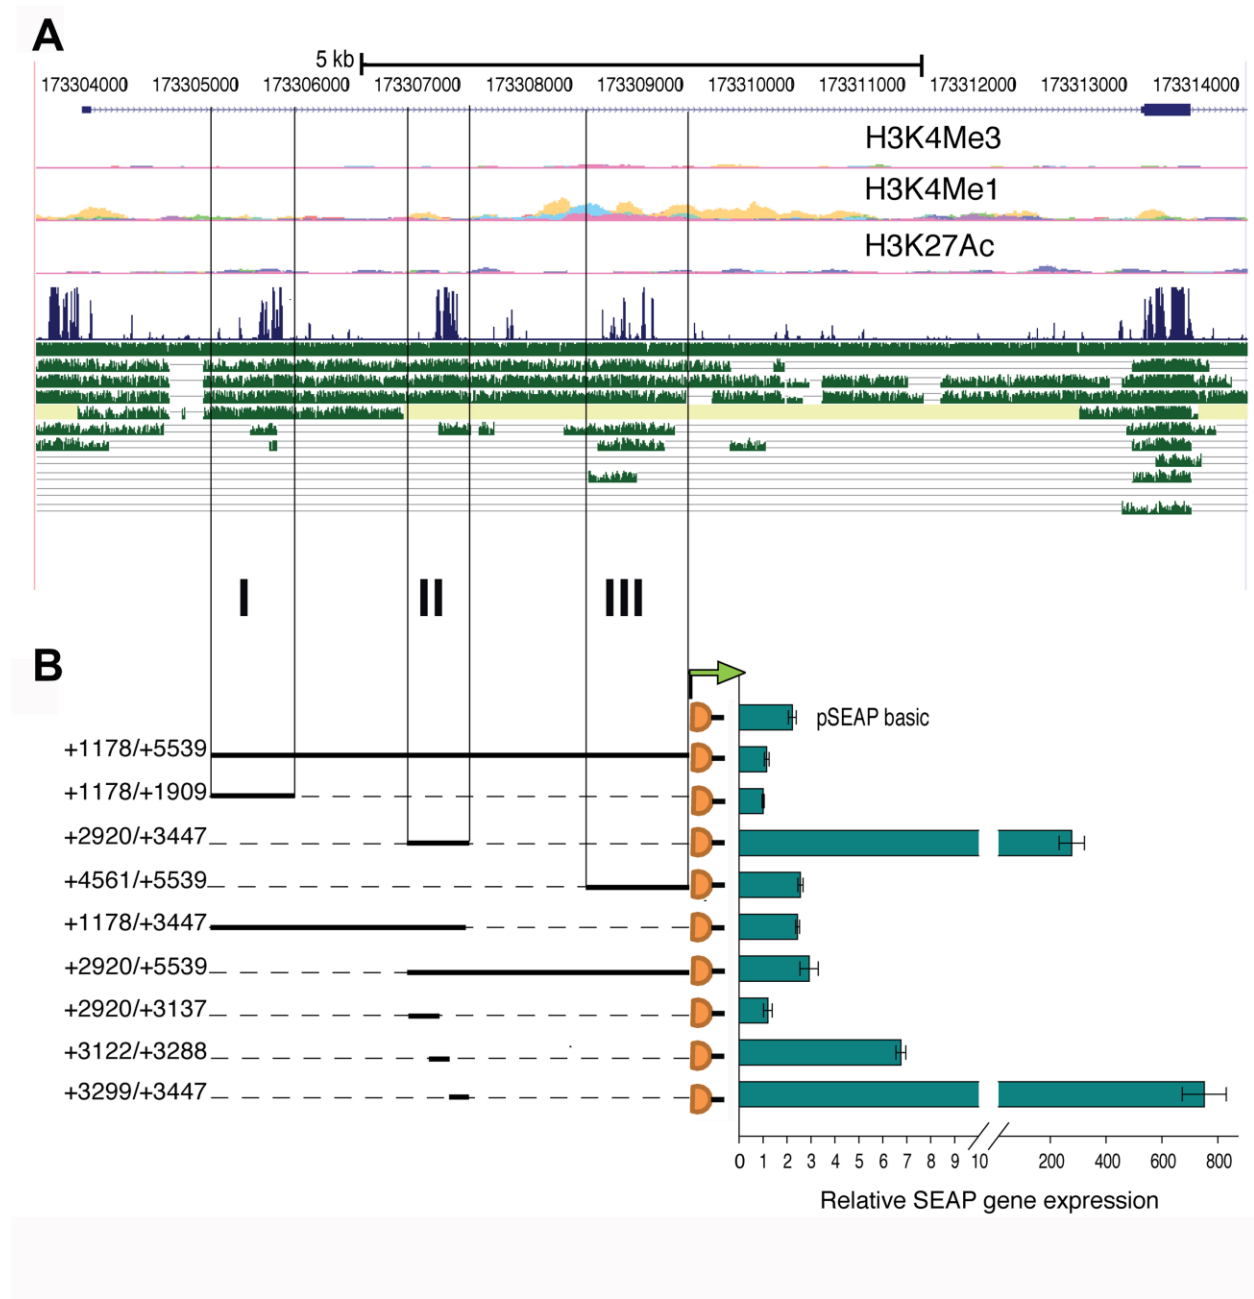 A
5 kb
173304000 173305000 173306000 173307000 173308000 173309000 173310000 173311000 173312000 173313000 173314000
H3K4Me3
H3K4Me1
H3K27Ac
I II III
B
pSEAP basic
+1178/+5539
+1178/+1909
+2920/+3447
+4561/+5539
+1178/+3447
+2920/+5539
+2920/+3137
+3122/+3288
+3299/+3447
0 1 2 3 4 5 6 7 8 9 10 200 400 600 800
Relative SEAP gene expression